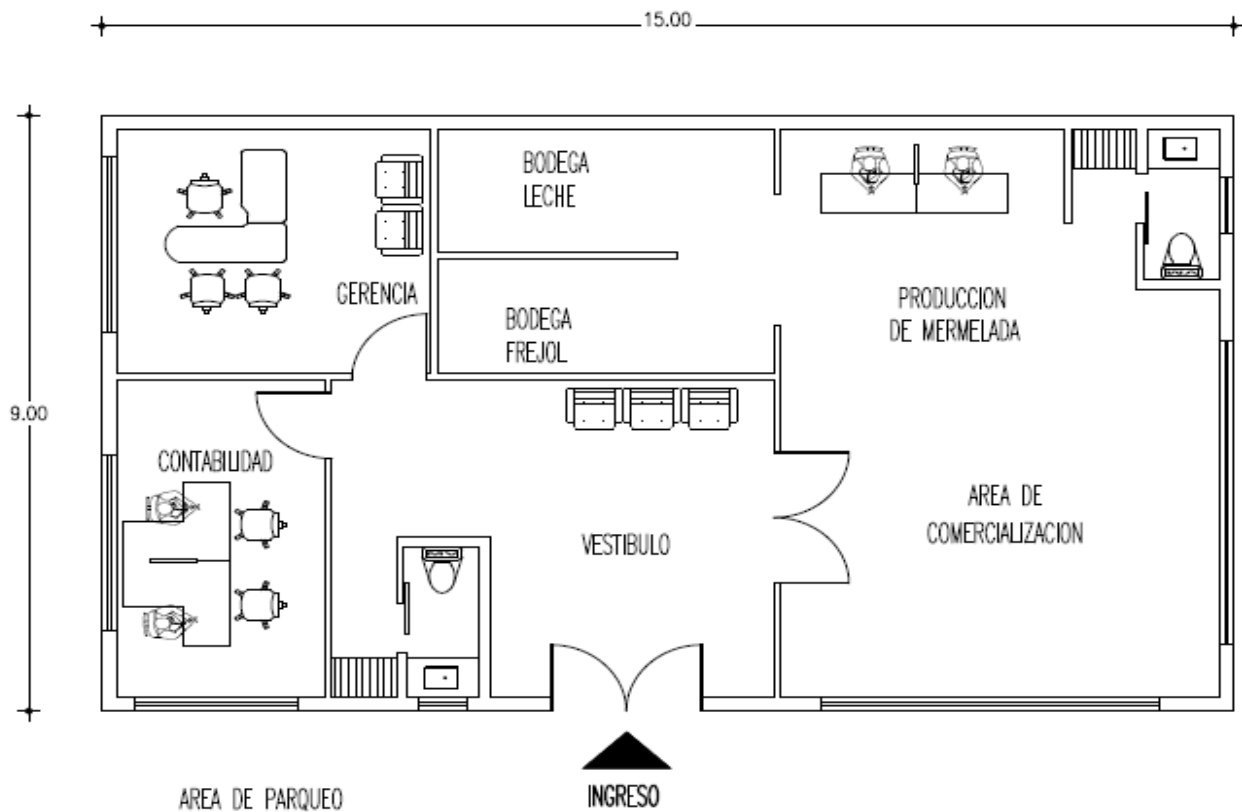 15.00
BODEGA
LECHE
GERENCIA
PRODUCCION
DE MERMELADA
BODEGA
FREJOL
9.00
CONTABILIDAD
AREA DE
COMERCIALIZACION
VESTIBULO
INGRESO
AREA DE PARQUEO